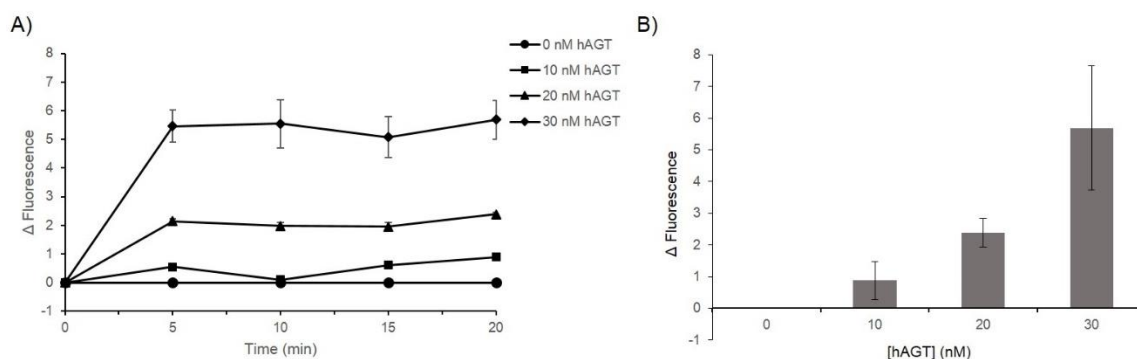 A)
Δ Fluorescence
8
7
6
5
4
3
2
1
0
-1
0 5 10 15 20
Time (min)
0 nM hAGT
10 nM hAGT
20 nM hAGT
30 nM hAGT
B)
Δ Fluorescence
8
7
6
5
4
3
2
1
0
-1
0 10 20 30
[hAGT] (nM)